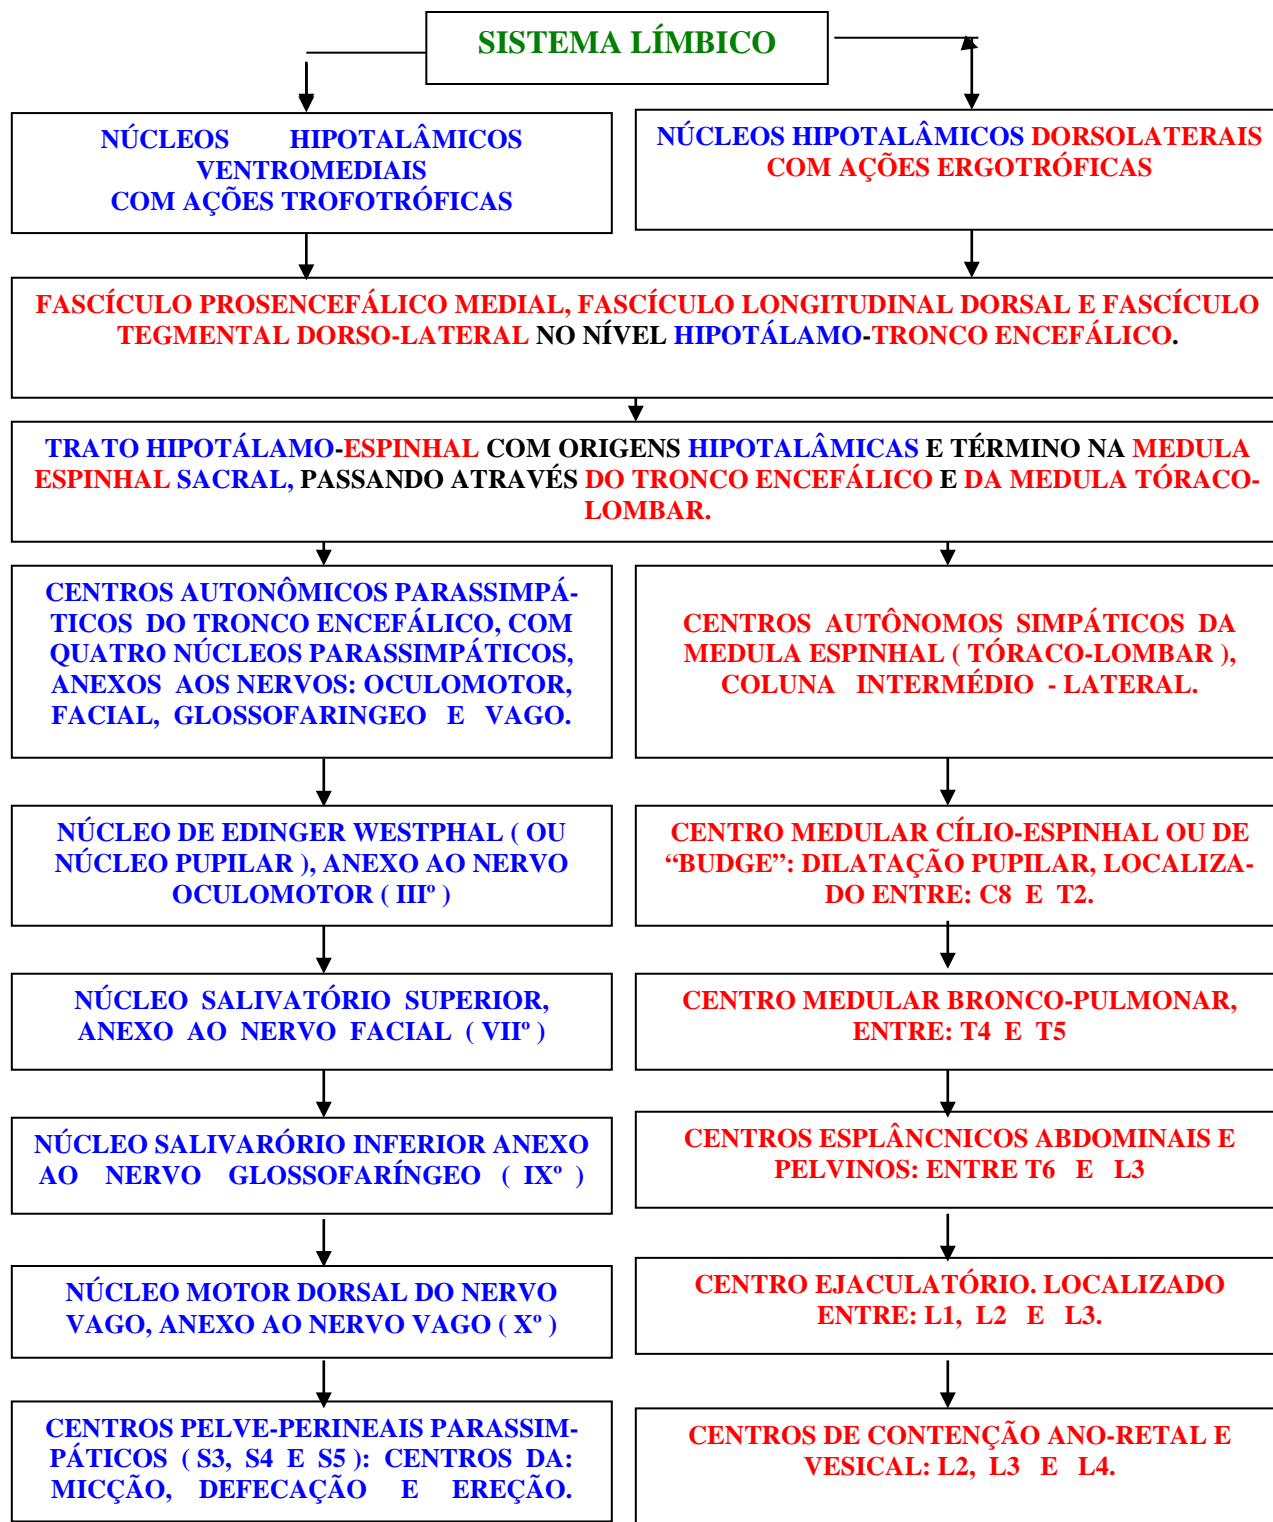 SISTEMA LÍMBICO
NÚCLEOS HIPOTALÂMICOS
VENTROMEDIAIS
COM AÇÕES TROFOTRÓFICAS
NÚCLEOS HIPOTALÂMICOS DORSOLATERAIS
COM AÇÕES ERGOTRÓFICAS
FASCÍCULO PROSENCEFÁLICO MEDIAL, FASCÍCULO LONGITUDINAL DORSAL E FASCÍCULO
TEGMENTAL DORSO-LATERAL NO NÍVEL HIPOTÁLAMO-TRONCO ENCEFÁLICO.
TRATO HIPOTÁLAMO-ESPINHAL COM ORIGENS HIPOTALÂMICAS E TÉRMINO NA MEDULA
ESPINHAL SACRAL, PASSANDO ATRAVÉS DO TRONCO ENCEFÁLICO E DA MEDULA TÓRACO-
LOMBAR.
CENTROS AUTONÔMICOS PARASSIMPÁ-
TICOS DO TRONCO ENCEFÁLICO, COM
QUATRO NÚCLEOS PARASSIMPÁTICOS,
ANEXOS AOS NERVOS: OCULOMOTOR,
FACIAL, GLOSSOFARINGEO E VAGO.
CENTROS AUTÔNOMOS SIMPÁTICOS DA
MEDULA ESPINHAL ( TÓRACO-LOMBAR ),
COLUNA INTERMÉDIO - LATERAL.
NÚCLEO DE EDINGER WESTPHAL ( OU
NÚCLEO PUPILAR ), ANEXO AO NERVO
OCULOMOTOR ( IIIº )
CENTRO MEDULAR CÍLIO-ESPINHAL OU DE
“BUDGE”: DILATAÇÃO PUPILAR, LOCALIZA-
DO ENTRE: C8 E T2.
NÚCLEO SALIVATÓRIO SUPERIOR,
ANEXO AO NERVO FACIAL ( VIIº )
CENTRO MEDULAR BRONCO-PULMONAR,
ENTRE: T4 E T5
NÚCLEO SALIVARÓRIO INFERIOR ANEXO
AO NERVO GLOSSOFARÍNGEO ( IXº )
CENTROS ESPLÂNCNICOS ABDOMINAIS E
PELVINOS: ENTRE T6 E L3
NÚCLEO MOTOR DORSAL DO NERVO
VAGO, ANEXO AO NERVO VAGO ( Xº )
CENTRO EJACULATÓRIO. LOCALIZADO
ENTRE: L1, L2 E L3.
CENTROS PELVE-PERINEAIS PARASSIM-
PÁTICOS ( S3, S4 E S5 ): CENTROS DA:
MICÇÃO, DEFECAÇÃO E EREÇÃO.
CENTROS DE CONTENÇÃO ANO-RETAL E
VESICAL: L2, L3 E L4.